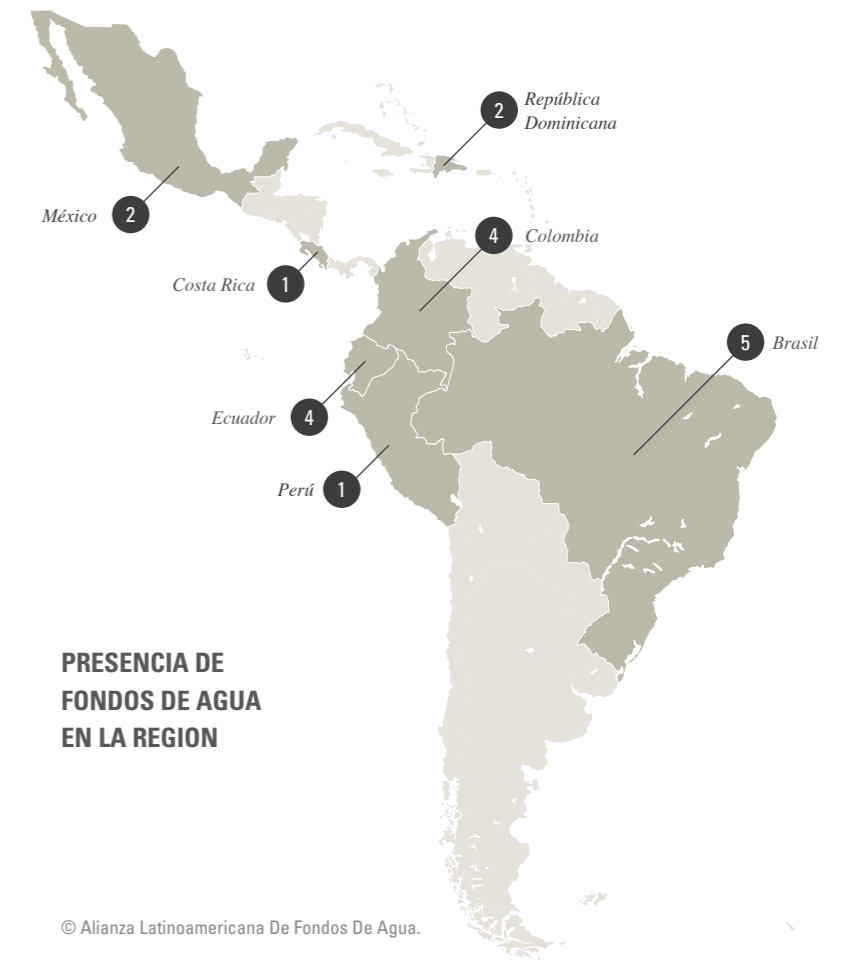 2
República
Dominicana
México
2
4
Colombia
Costa Rica
1
5
Brasil
Ecuador
4
Perú
1
PRESENCIA DE
FONDOS DE AGUA
EN LA REGION
© Alianza Latinoamericana De Fondos De Agua.